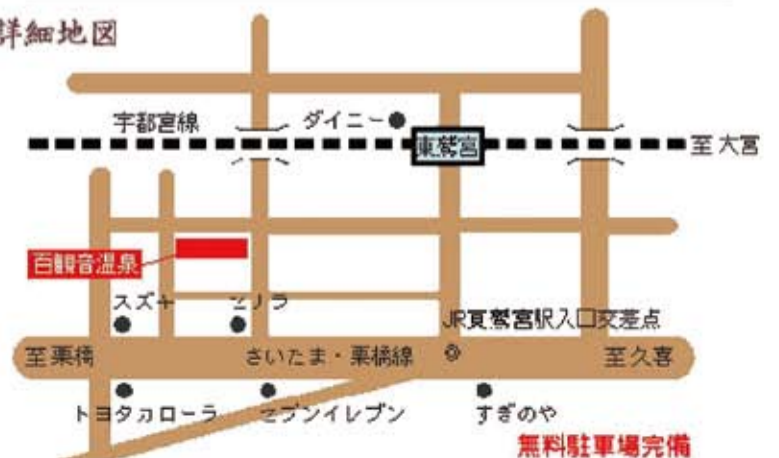 詳細地図
宇都宮線
ダイニー
東鷲宮
至大宮
百観音温泉
スズキ
セリラ
JR東鷲宮駅入口交差点
至栗橋
さいたま・栗橋線
至久喜
トヨタカローラ
セブンイレブン
すぎのや
無料駐車場完備